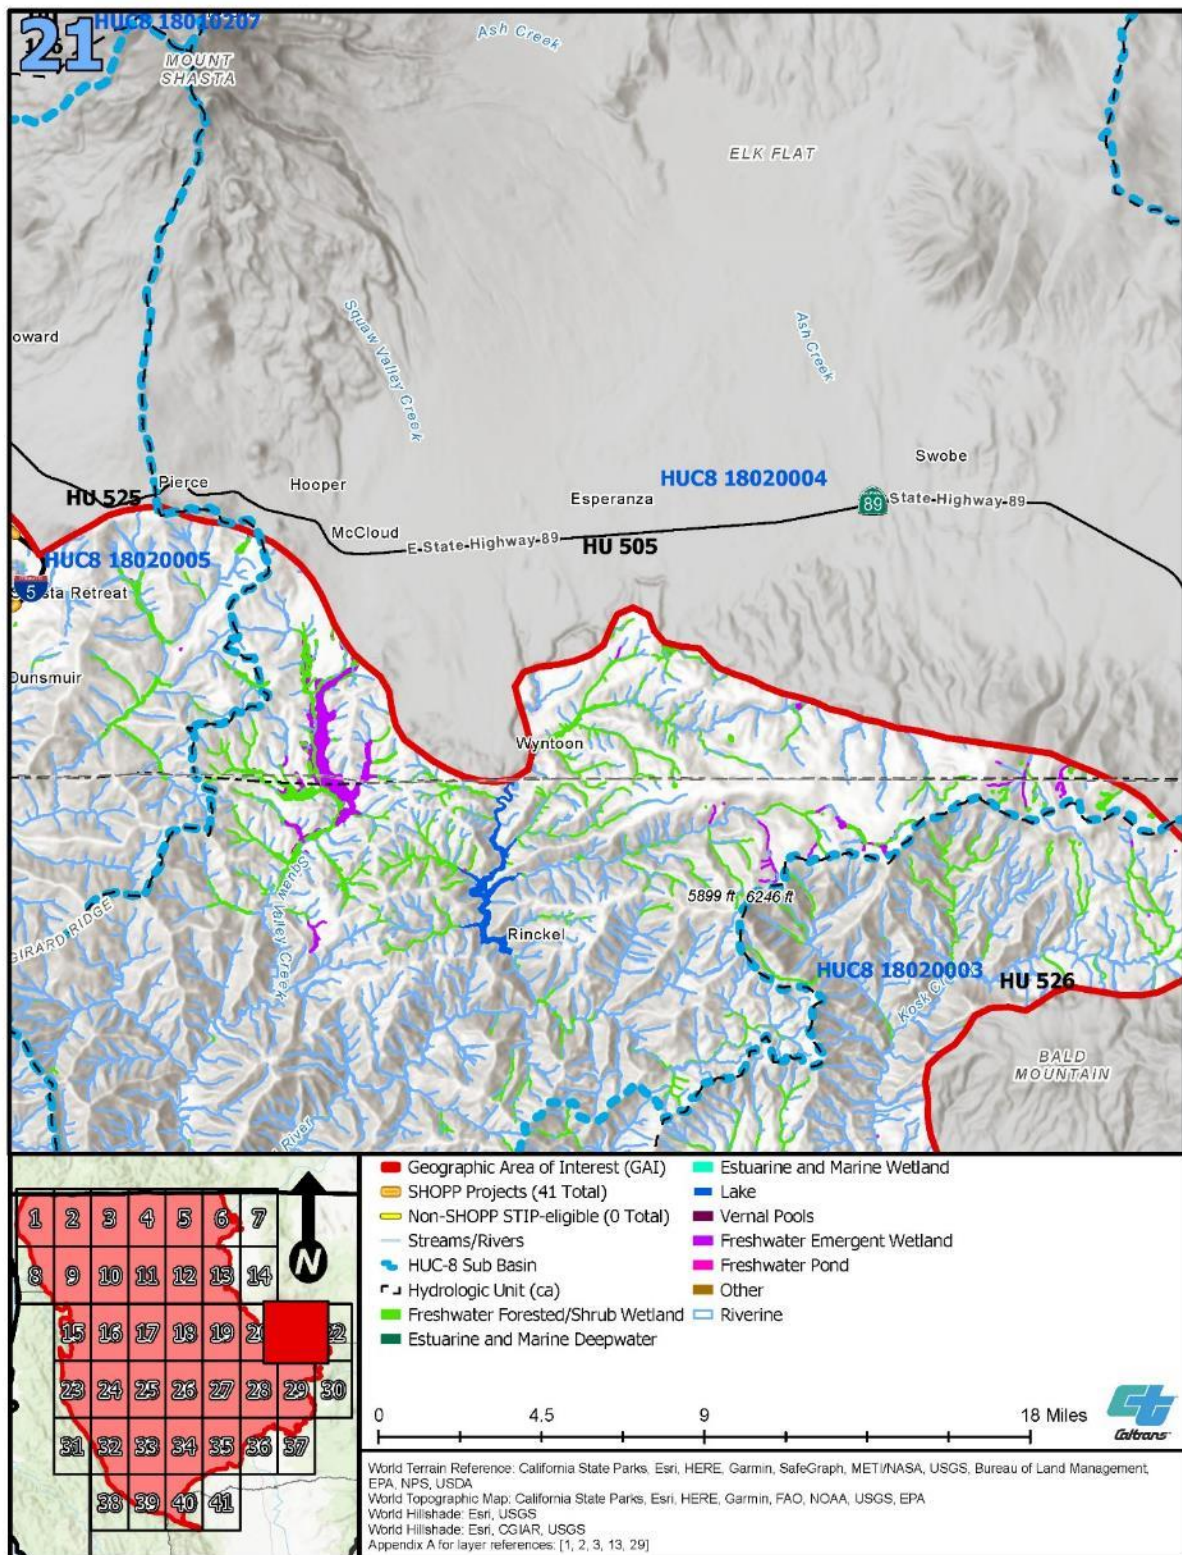 21
HUC8 18010207
Ash Creek
MOUNT
SHASTA
ELK FLAT
Squaw Valley Creek
Ash Creek
oward
Swobe
Pierce
Hooper
HUC8 18020004
HU 525
Esperanza
89
State Highway 89
McCloud
E State Highway 89
HU 505
HUC8 18020005
5
sta Retreat
Dunsmuir
Wyntoon
Squaw Valley Creek
5899 ft
6246 ft
GIRARD RIDGE
Rinckel
HUC8 18020003
HU 526
Kosk Cre
BALD
MOUNTAIN
River
1 2 3 4 5 6 7
8 9 10 11 12 13 14
15 16 17 18 19 20 22
23 24 25 26 27 28 29 30
31 32 33 34 35 36 37
38 39 40 41
N
Geographic Area of Interest (GAI)
SHOPP Projects (41 Total)
Non-SHOPP STIP-eligible (0 Total)
Streams/Rivers
HUC-8 Sub Basin
Hydrologic Unit (ca)
Freshwater Forested/Shrub Wetland
Estuarine and Marine Deepwater
Estuarine and Marine Wetland
Lake
Vernal Pools
Freshwater Emergent Wetland
Freshwater Pond
Other
Riverine
0 4.5 9 18 Miles
Caltrans
World Terrain Reference: California State Parks, Esri, HERE, Garmin, SafeGraph, METI/NASA, USGS, Bureau of Land Management,
EPA, NPS, USDA
World Topographic Map: California State Parks, Esri, HERE, Garmin, FAO, NOAA, USGS, EPA
World Hillshade: Esri, USGS
World Hillshade: Esri, CGIAR, USGS
Appendix A for layer references: [1, 2, 3, 13, 29]